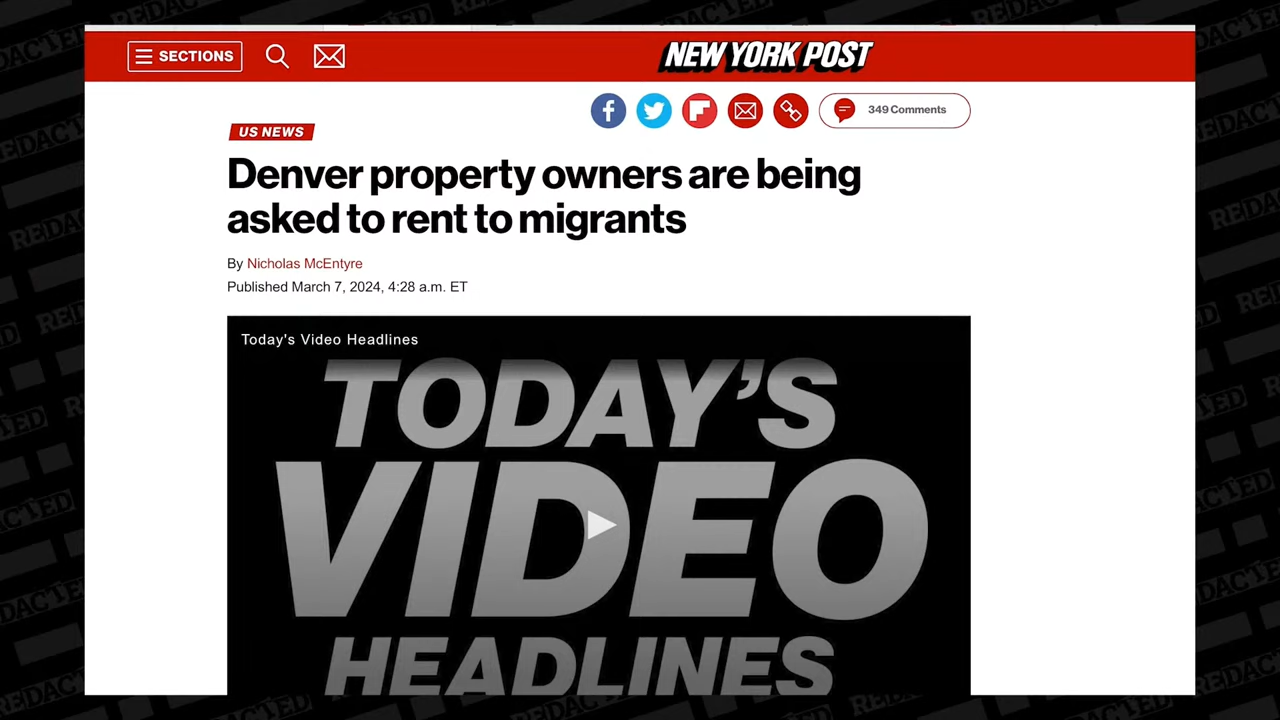 SECTIONS
NEW YORK POST
349 Comments
US NEWS
Denver property owners are being
asked to rent to migrants
By Nicholas McEntyre
Published March 7, 2024, 4:28 a.m. ET
Today's Video Headlines
TODAY'S
VIDEO
HEADLINES
REDACTED